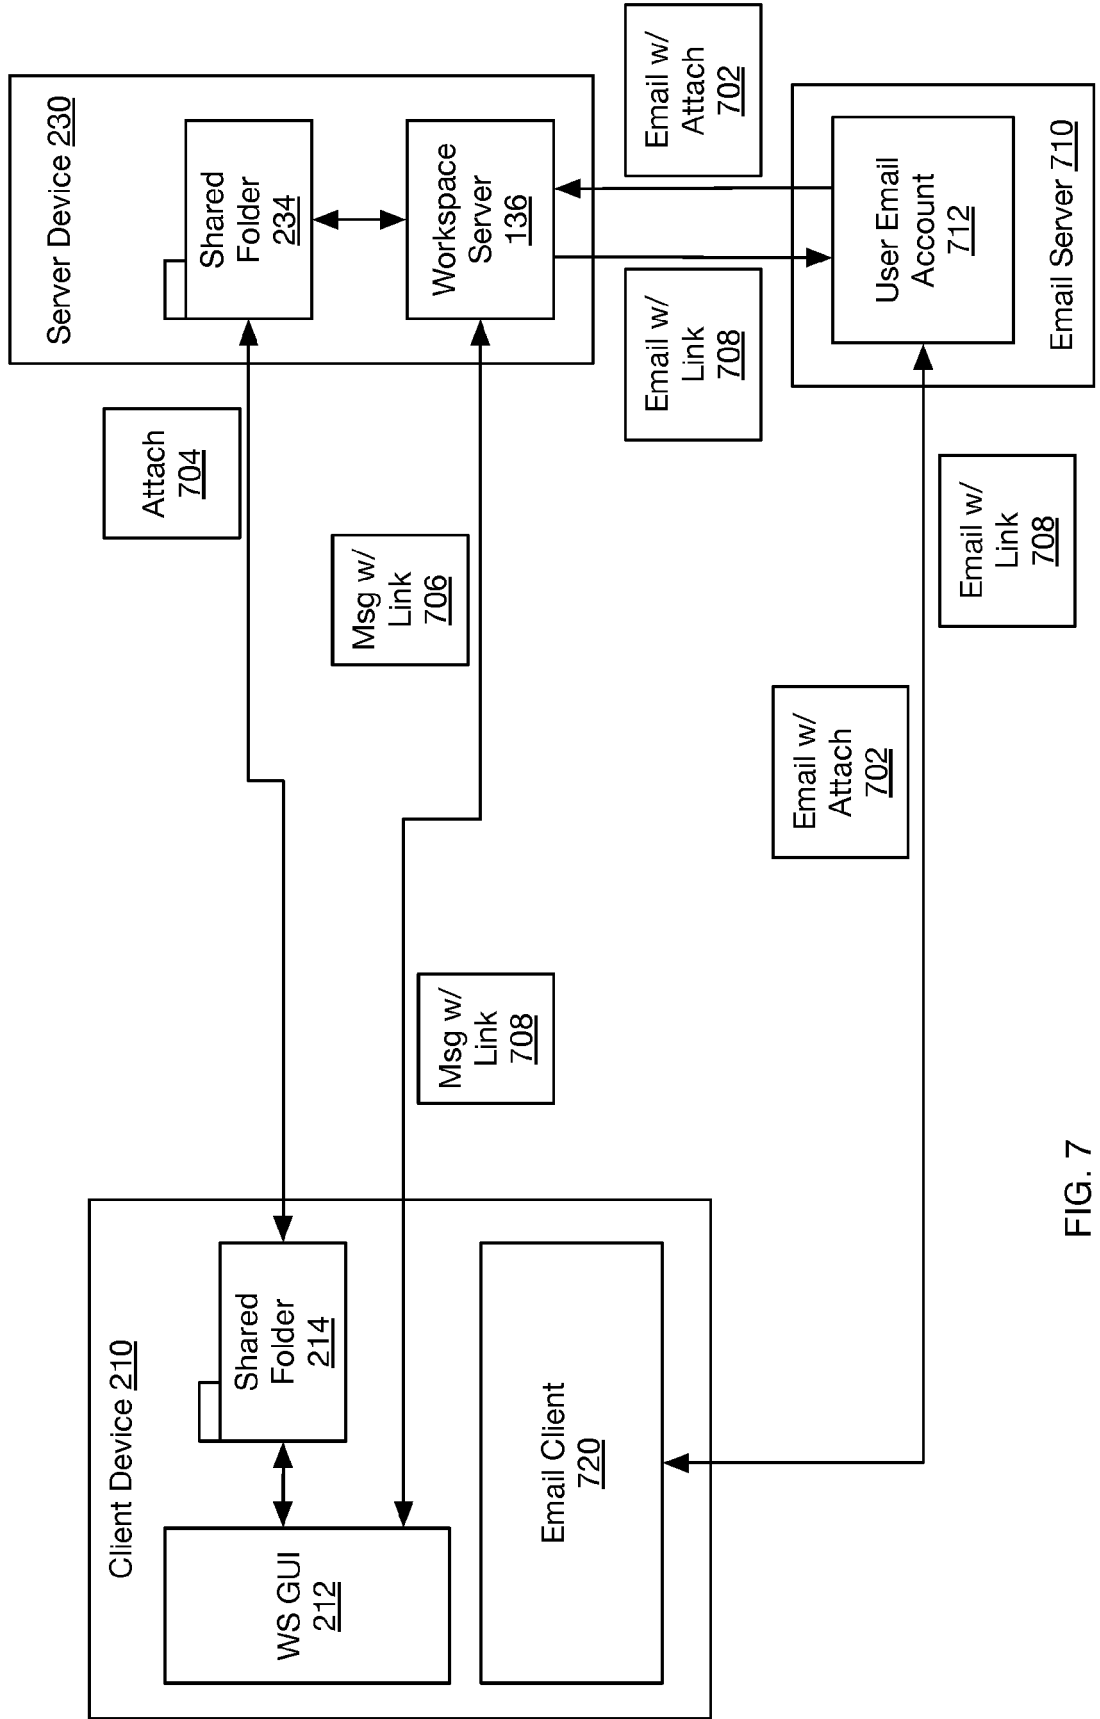 Client Device 210
WS GUI
212
Shared
Folder
214
Email Client
720
Attach
704
Msg w/
Link
706
Msg w/
Link
708
Server Device 230
Shared
Folder
234
Workspace
Server
136
Email w/
Attach
702
Email w/
Link
708
Email w/
Attach
702
Email w/
Link
708
User Email
Account
712
Email Server 710
FIG. 7